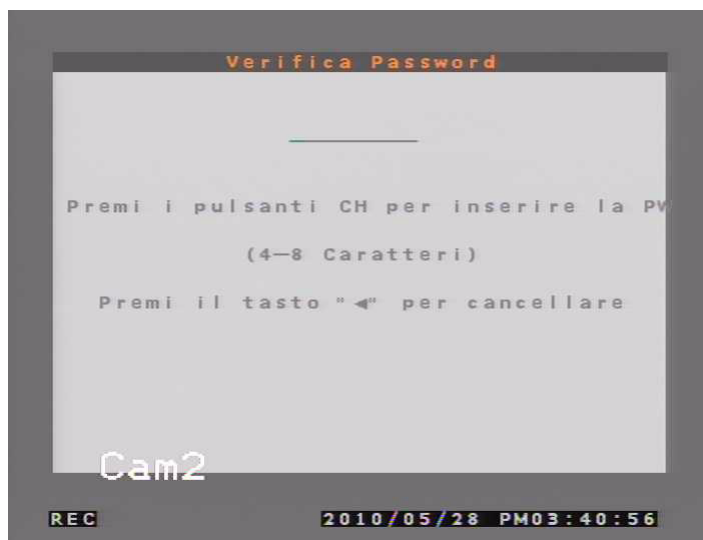 Verifica Password
Premi i pulsanti CH per inserire la PW
(4—8 Caratteri)
Premi il tasto "◄" per cancellare
Cam2
REC 2010/05/28 PM03:40:56